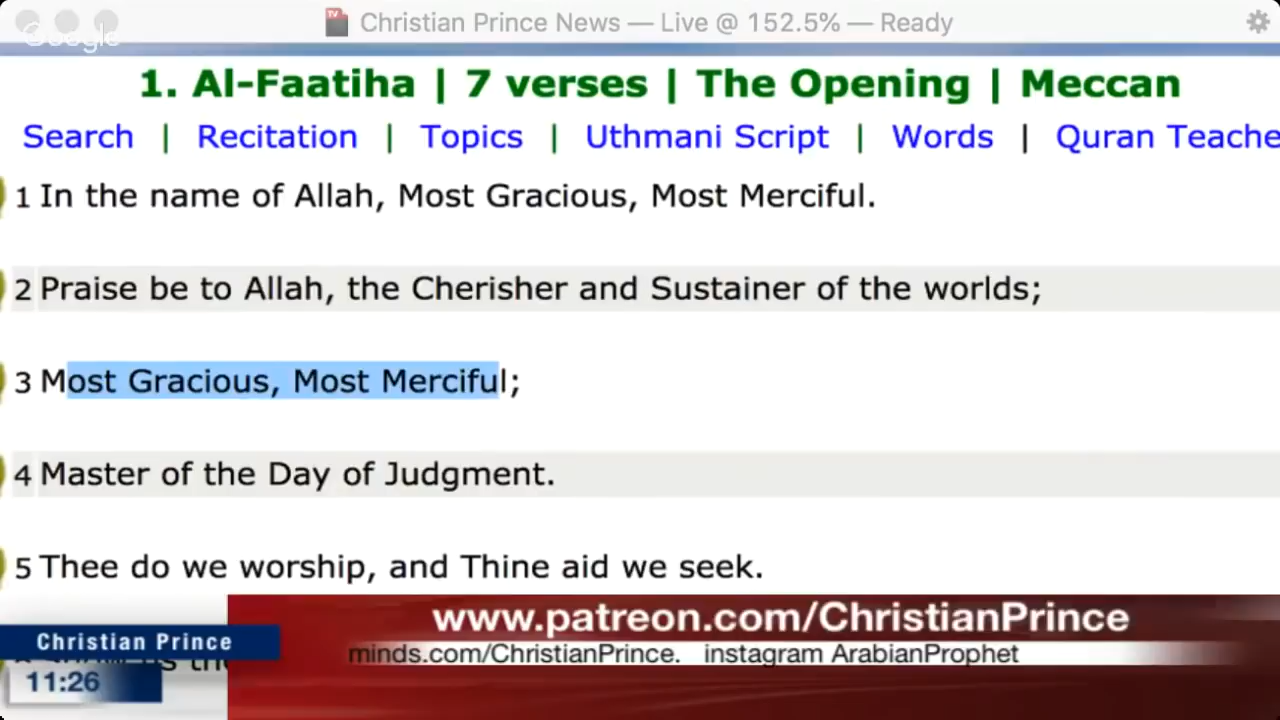 Christian Prince News — Live @ 152.5% — Ready
Google
1. Al-Faatiha | 7 verses | The Opening | Meccan
Search | Recitation | Topics | Uthmani Script | Words | Quran Teache
1 In the name of Allah, Most Gracious, Most Merciful.
2 Praise be to Allah, the Cherisher and Sustainer of the worlds;
3 Most Gracious, Most Merciful;
4 Master of the Day of Judgment.
5 Thee do we worship, and Thine aid we seek.
www.patreon.com/ChristianPrince
Christian Prince
minds.com/ChristianPrince. instagram ArabianProphet
11:26